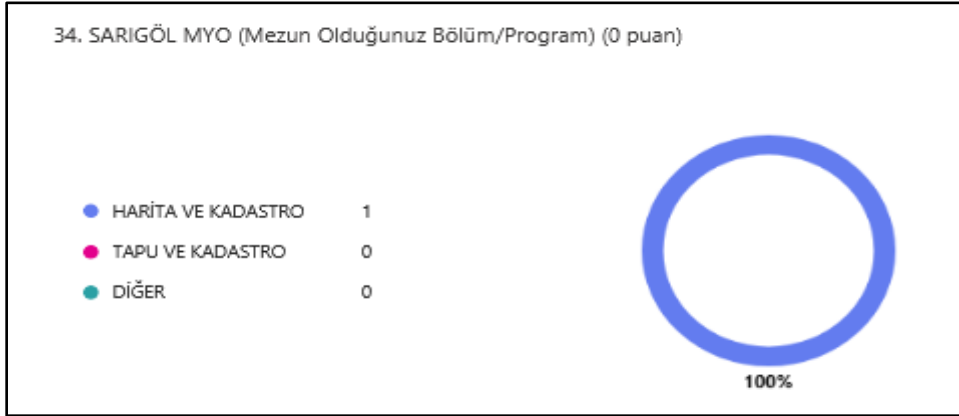 34. SARIGÖL MYO (Mezun Olduğunuz Bölüm/Program) (0 puan)
HARİTA VE KADASTRO 1
TAPU VE KADASTRO 0
DİĞER 0
100%